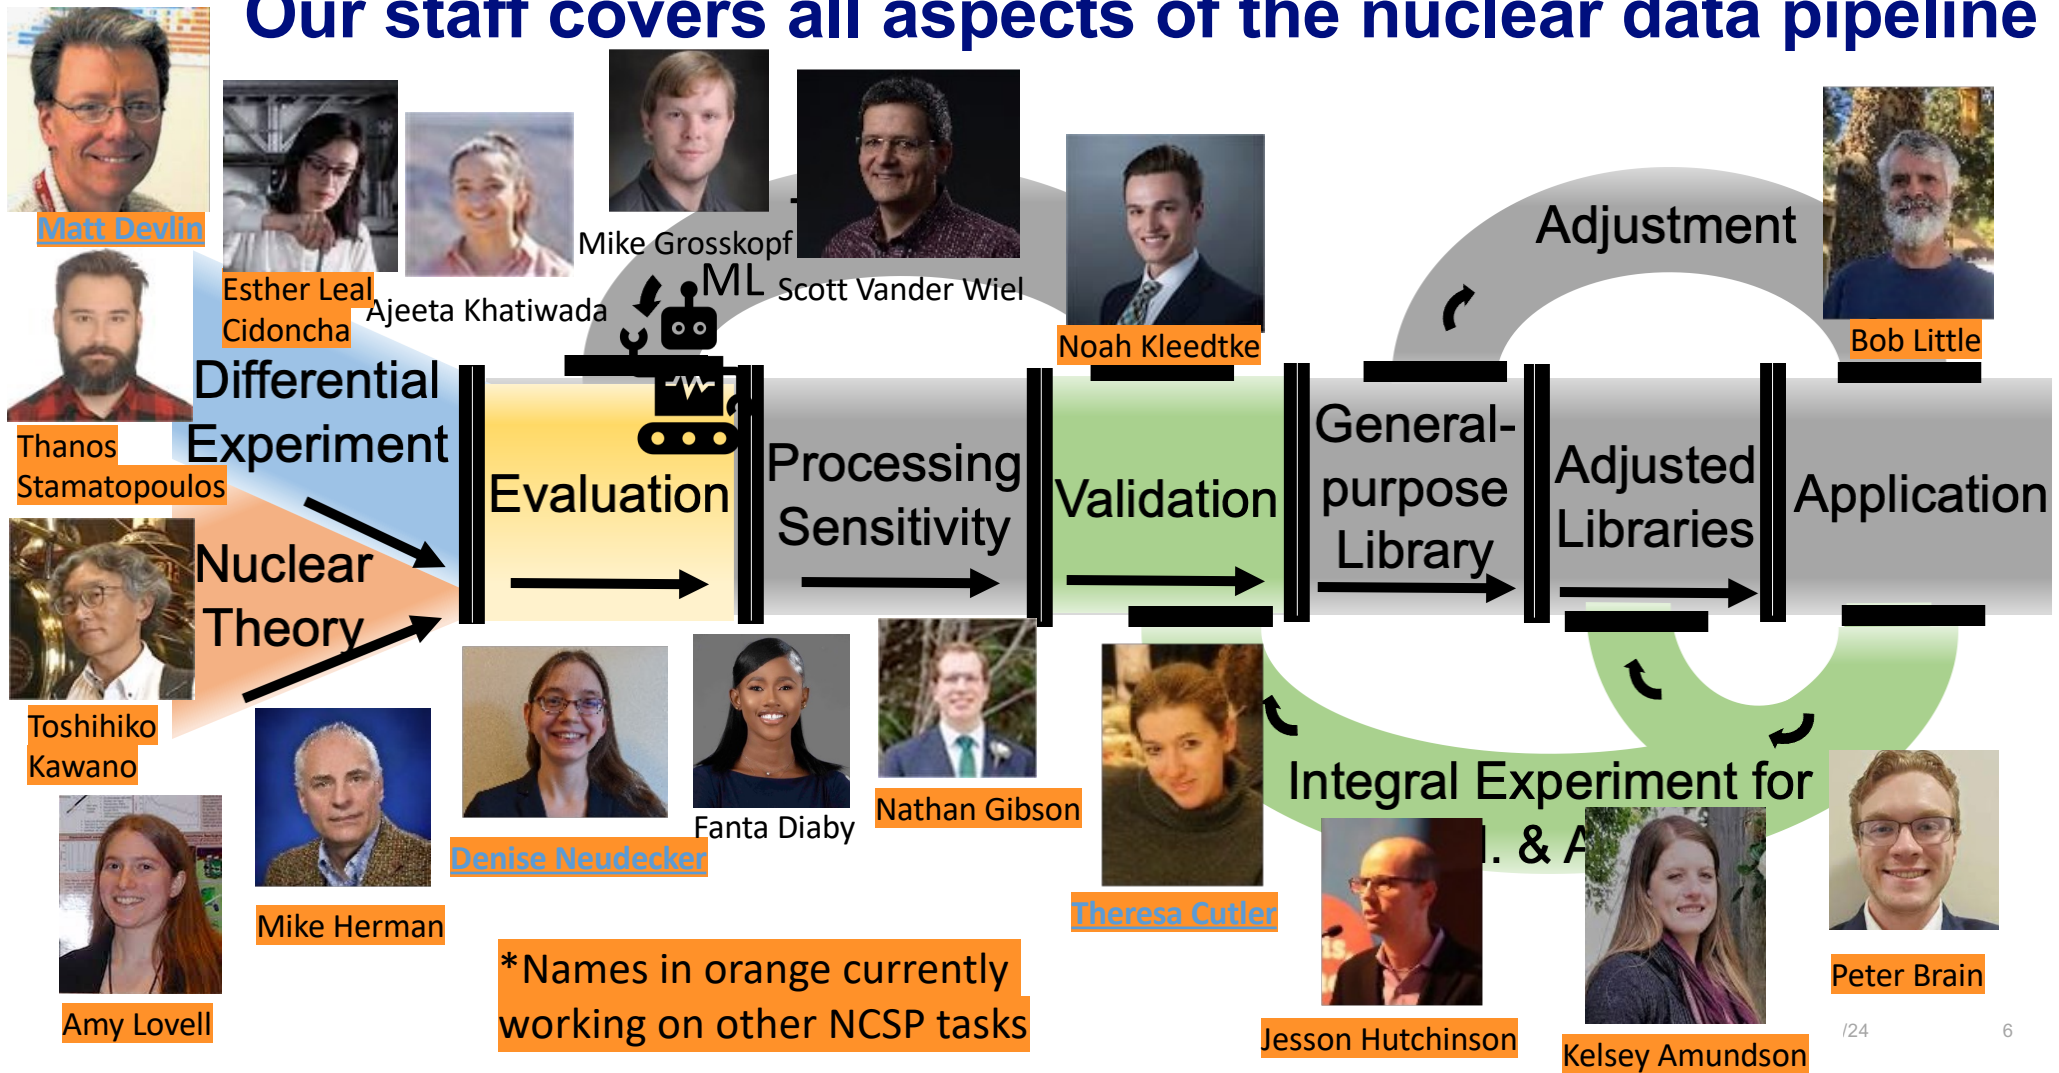 Our staff covers all aspects of the nuclear data pipeline
Matt Devlin
Esther Leal
Cidoncha
Ajeeta Khatiwada
Mike Grosskopf
ML
Scott Vander Wiel
Noah Kleedtke
Adjustment
Bob Little
Thanos
Stamatopoulos
Differential
Experiment
Nuclear
Theory
Evaluation
Processing
Sensitivity
Validation
General-
purpose
Library
Adjusted
Libraries
Application
Toshihiko
Kawano
Amy Lovell
Mike Herman
Denise Neudecker
Fanta Diaby
Nathan Gibson
Theresa Cutler
Integral Experiment for
. & A
Jesson Hutchinson
Kelsey Amundson
Peter Brain
*Names in orange currently
working on other NCSP tasks
/24
6